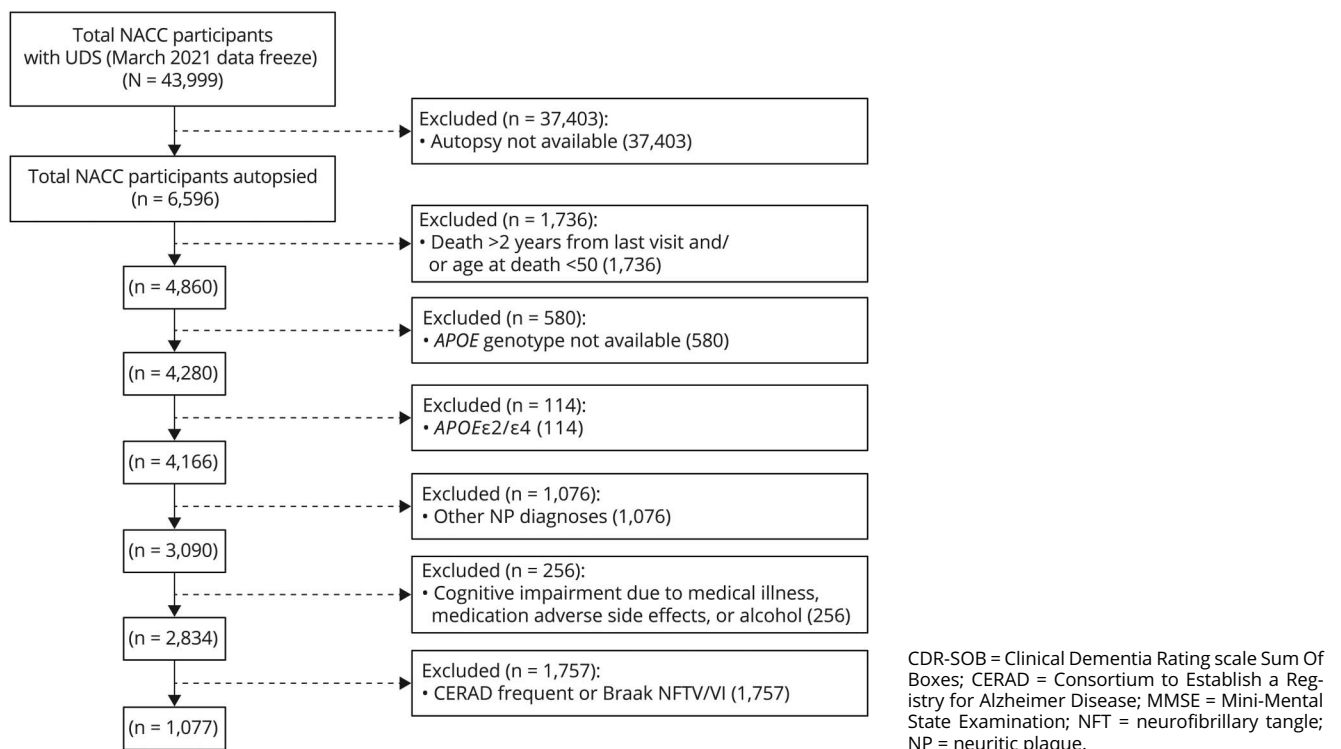 Total NACC participants
with UDS (March 2021 data freeze)
(N = 43,999)
Excluded (n = 37,403):
• Autopsy not available (37,403)
Total NACC participants autopsied
(n = 6,596)
Excluded (n = 1,736):
• Death >2 years from last visit and/
or age at death <50 (1,736)
(n = 4,860)
Excluded (n = 580):
• APOE genotype not available (580)
(n = 4,280)
Excluded (n = 114):
• APOEε2/ε4 (114)
(n = 4,166)
Excluded (n = 1,076):
• Other NP diagnoses (1,076)
(n = 3,090)
Excluded (n = 256):
• Cognitive impairment due to medical illness,
medication adverse side effects, or alcohol (256)
(n = 2,834)
Excluded (n = 1,757):
• CERAD frequent or Braak NFTV/VI (1,757)
(n = 1,077)
CDR-SOB = Clinical Dementia Rating scale Sum Of
Boxes; CERAD = Consortium to Establish a Reg-
istry for Alzheimer Disease; MMSE = Mini-Mental
State Examination; NFT = neurofibrillary tangle;
NP = neuritic plaque.